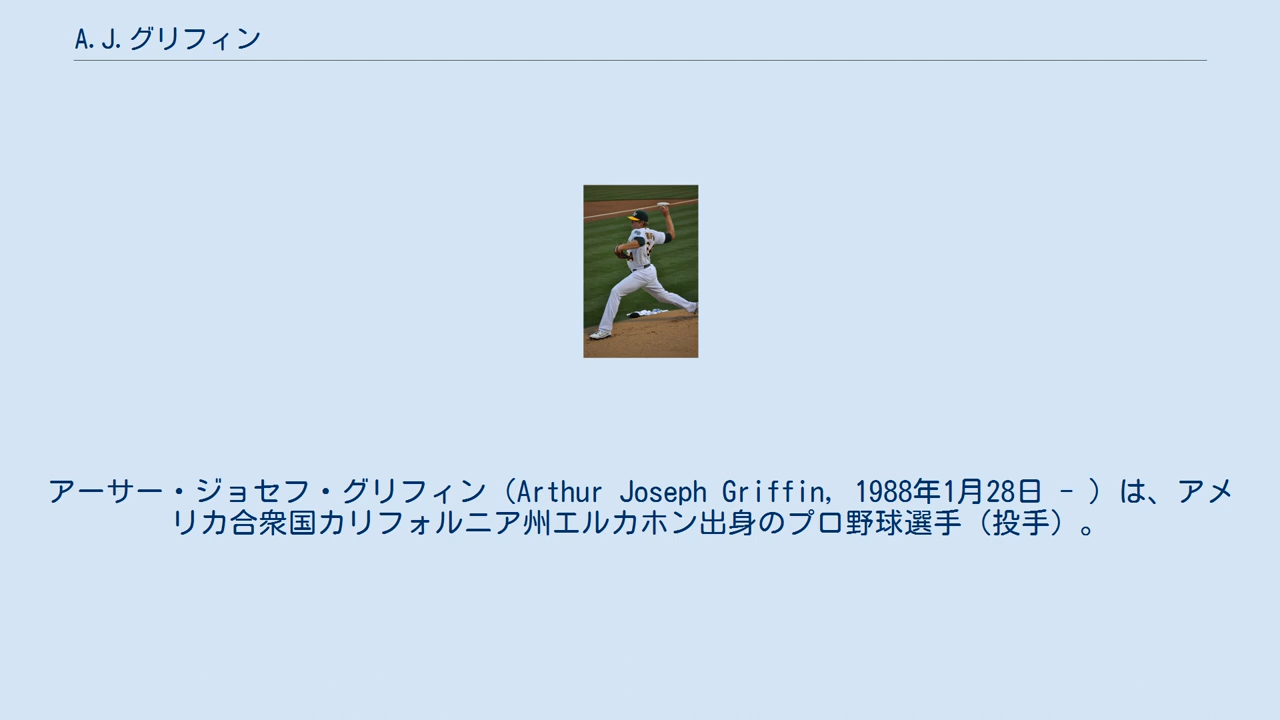 A.J.グリフィン
アーサー・ジョセフ・グリフィン（Arthur Joseph Griffin, 1988年1月28日 - ）は、アメ
リカ合衆国カリフォルニア州エルカホン出身のプロ野球選手（投手）。